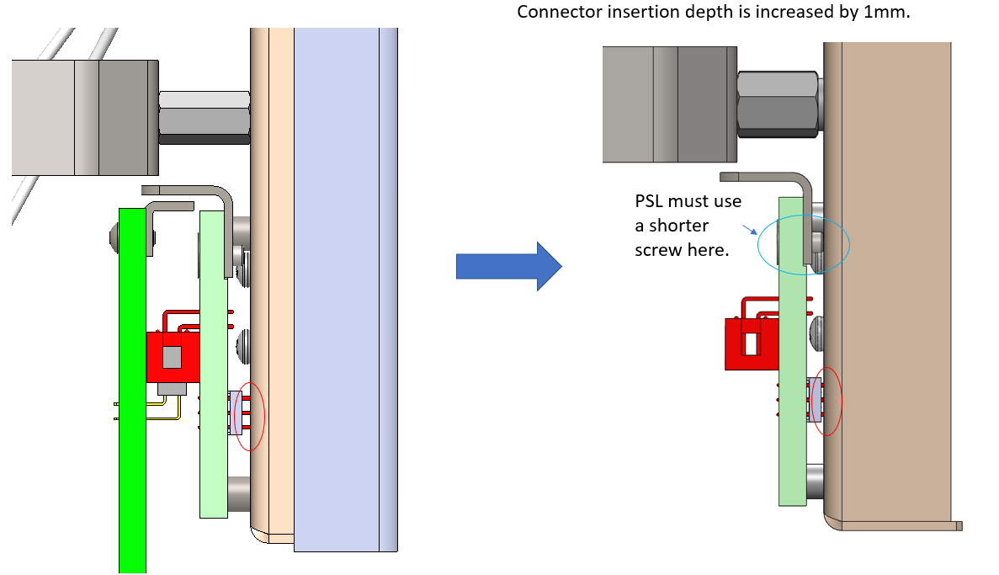 Connector insertion depth is increased by 1mm.
PSL must use
a shorter
screw here.